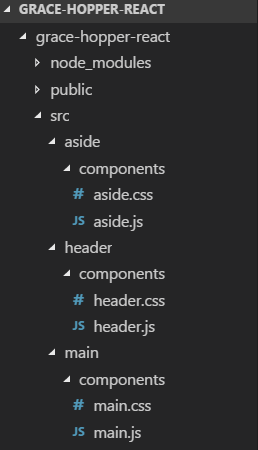 GRACE-HOPPER-REACT
grace-hopper-react
node_modules
public
src
aside
components
# aside.css
JS aside.js
header
components
# header.css
JS header.js
main
components
# main.css
JS main.js